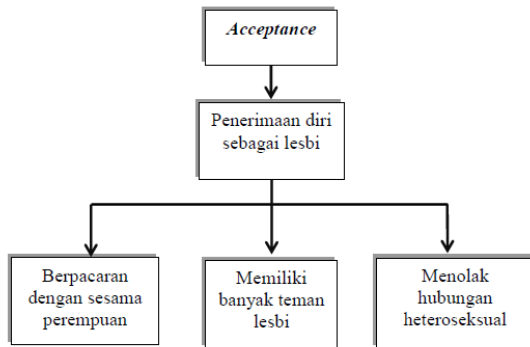 Acceptance
Penerimaan diri
sebagai lesbi
Berpacaran
dengan sesama
perempuan
Memiliki
banyak teman
lesbi
Menolak
hubungan
heteroseksual